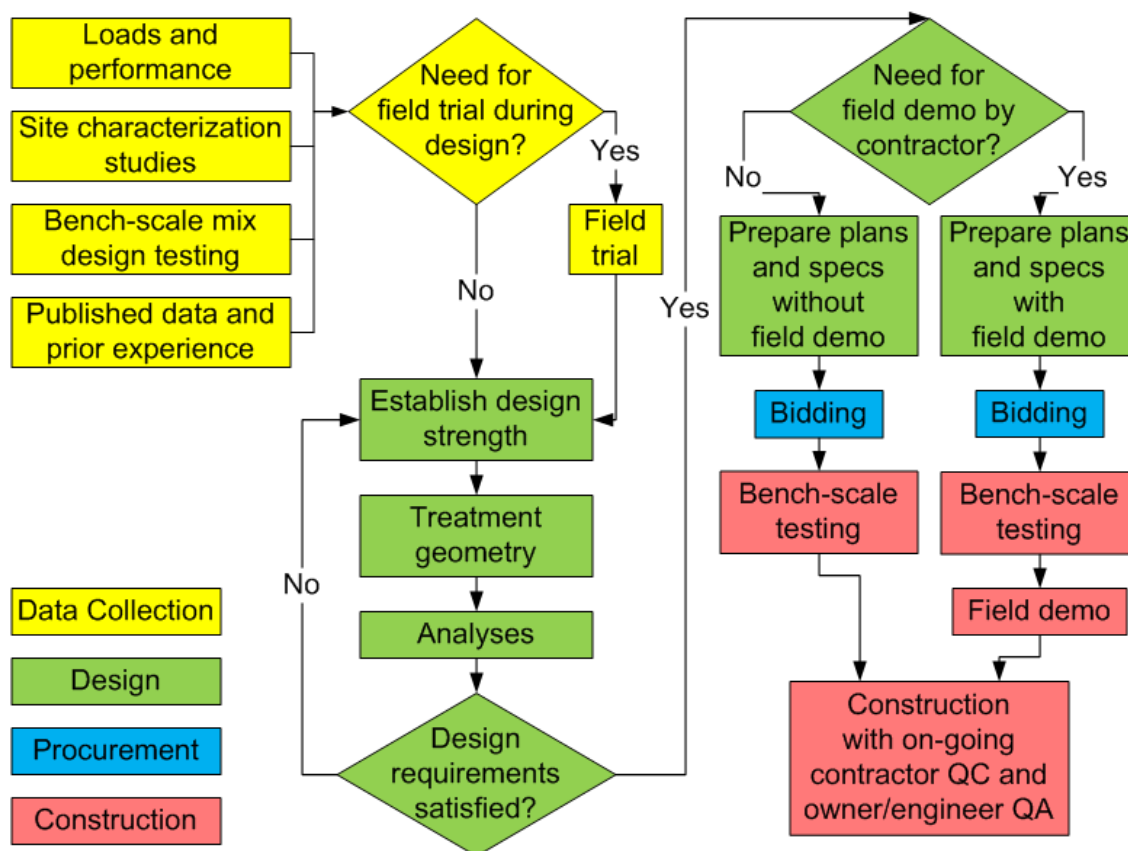 Loads and
performance
Site characterization
studies
Bench-scale mix
design testing
Published data and
prior experience
Need for
field trial during
design?
Yes
Field
trial
No
Establish design
strength
Treatment
geometry
Analyses
Design
requirements
satisfied?
No
Yes
Need for
field demo by
contractor?
No
Yes
Prepare plans
and specs
without
field demo
Prepare plans
and specs
with
field demo
Bidding
Bidding
Bench-scale
testing
Bench-scale
testing
Field demo
Construction
with on-going
contractor QC and
owner/engineer QA
Data Collection
Design
Procurement
Construction